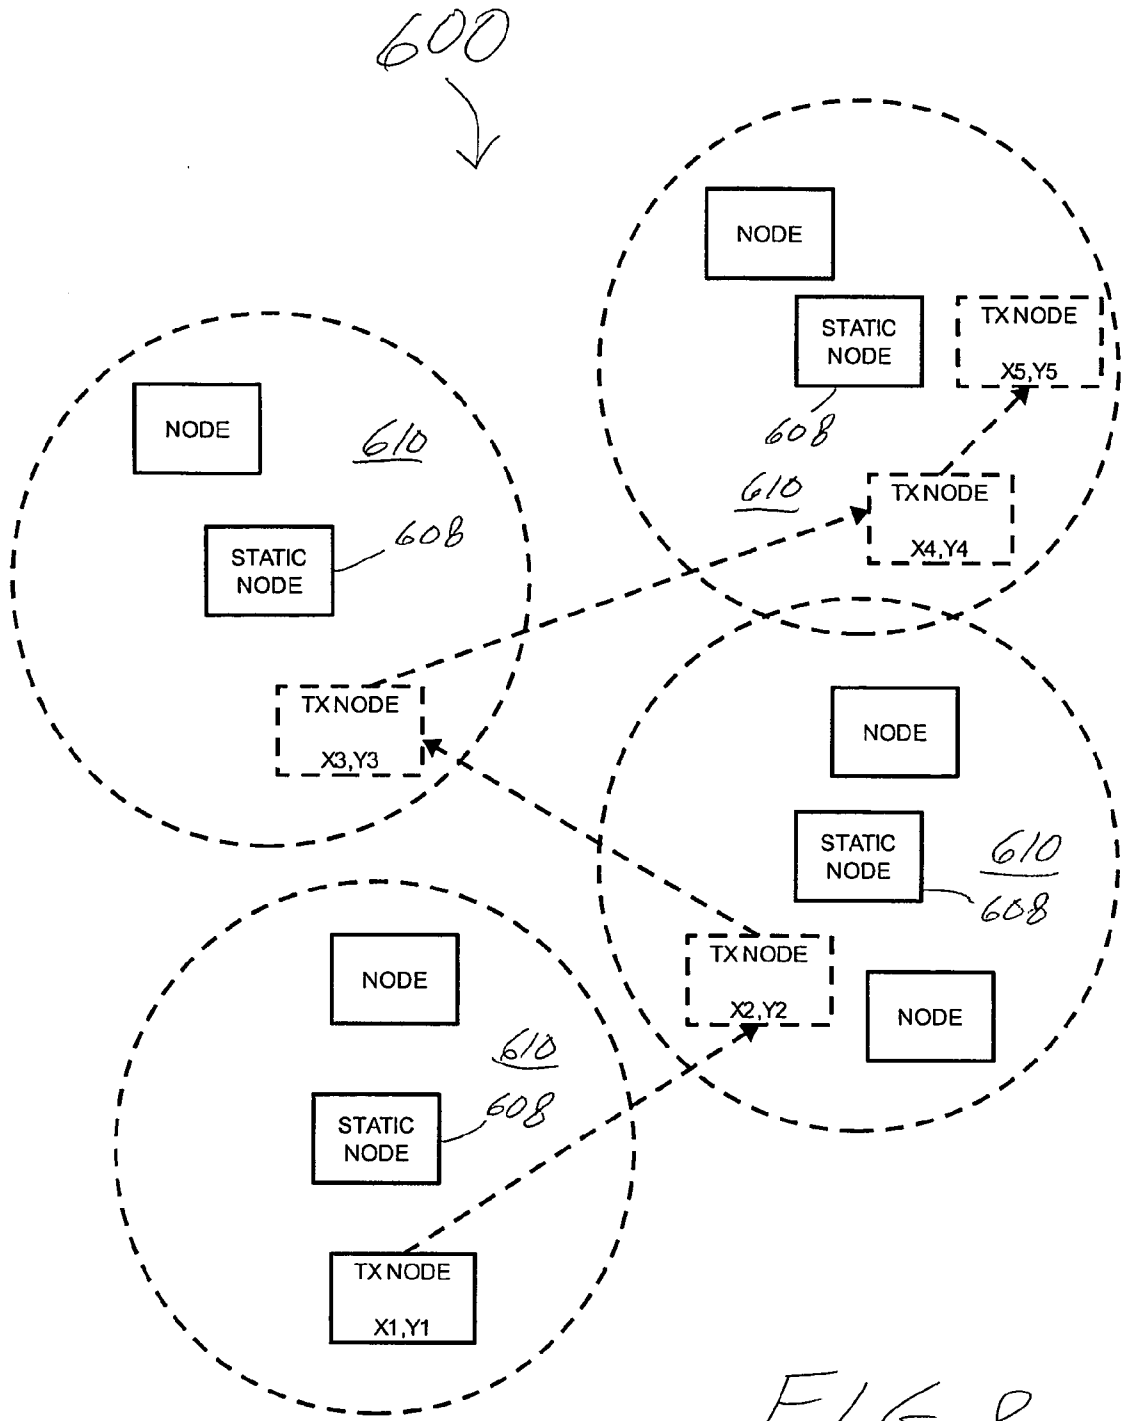 600
NODE
STATIC
NODE
608
TX NODE
X5,Y5
610
TX NODE
X4,Y4
NODE
610
STATIC
NODE
608
TX NODE
X3,Y3
NODE
STATIC
NODE
610
608
TX NODE
X2,Y2
NODE
NODE
610
STATIC
NODE
608
TX NODE
X1,Y1
FIG. 8